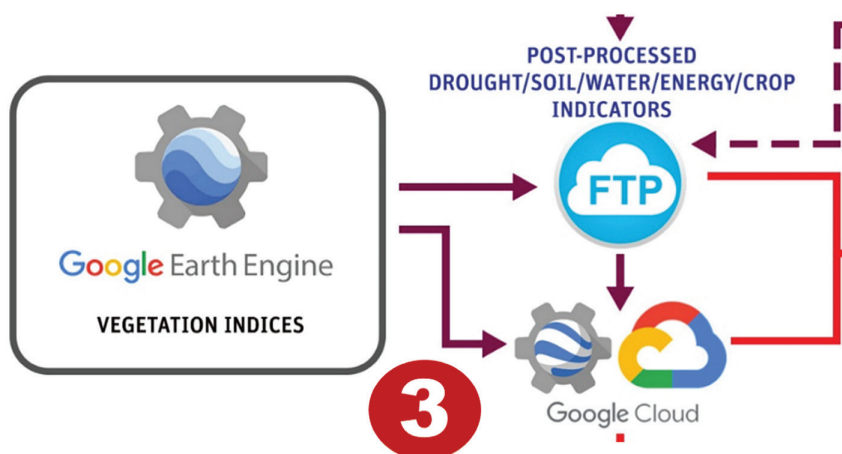 POST-PROCESSED
DROUGHT/SOIL/WATER/ENERGY/CROP
INDICATORS
FTP
Google Earth Engine
VEGETATION INDICES
3
Google Cloud